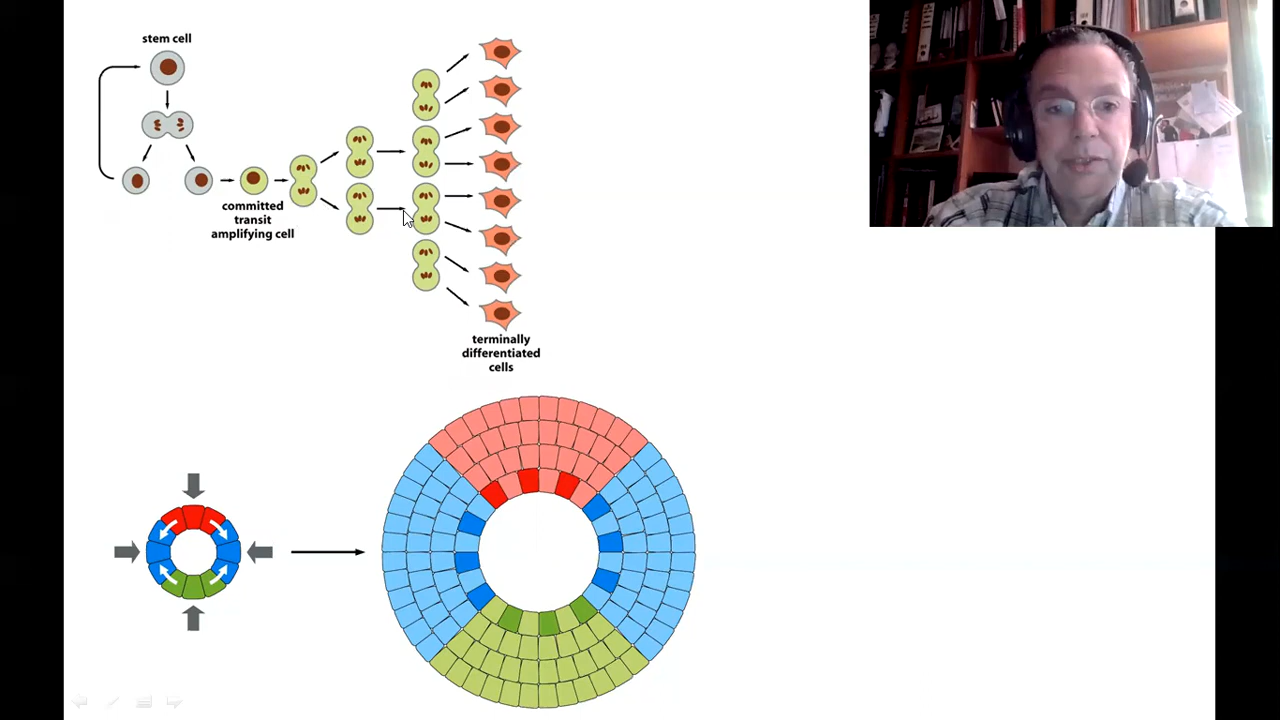 stem cell
committed
transit
amplifying cell
terminally
differentiated
cells